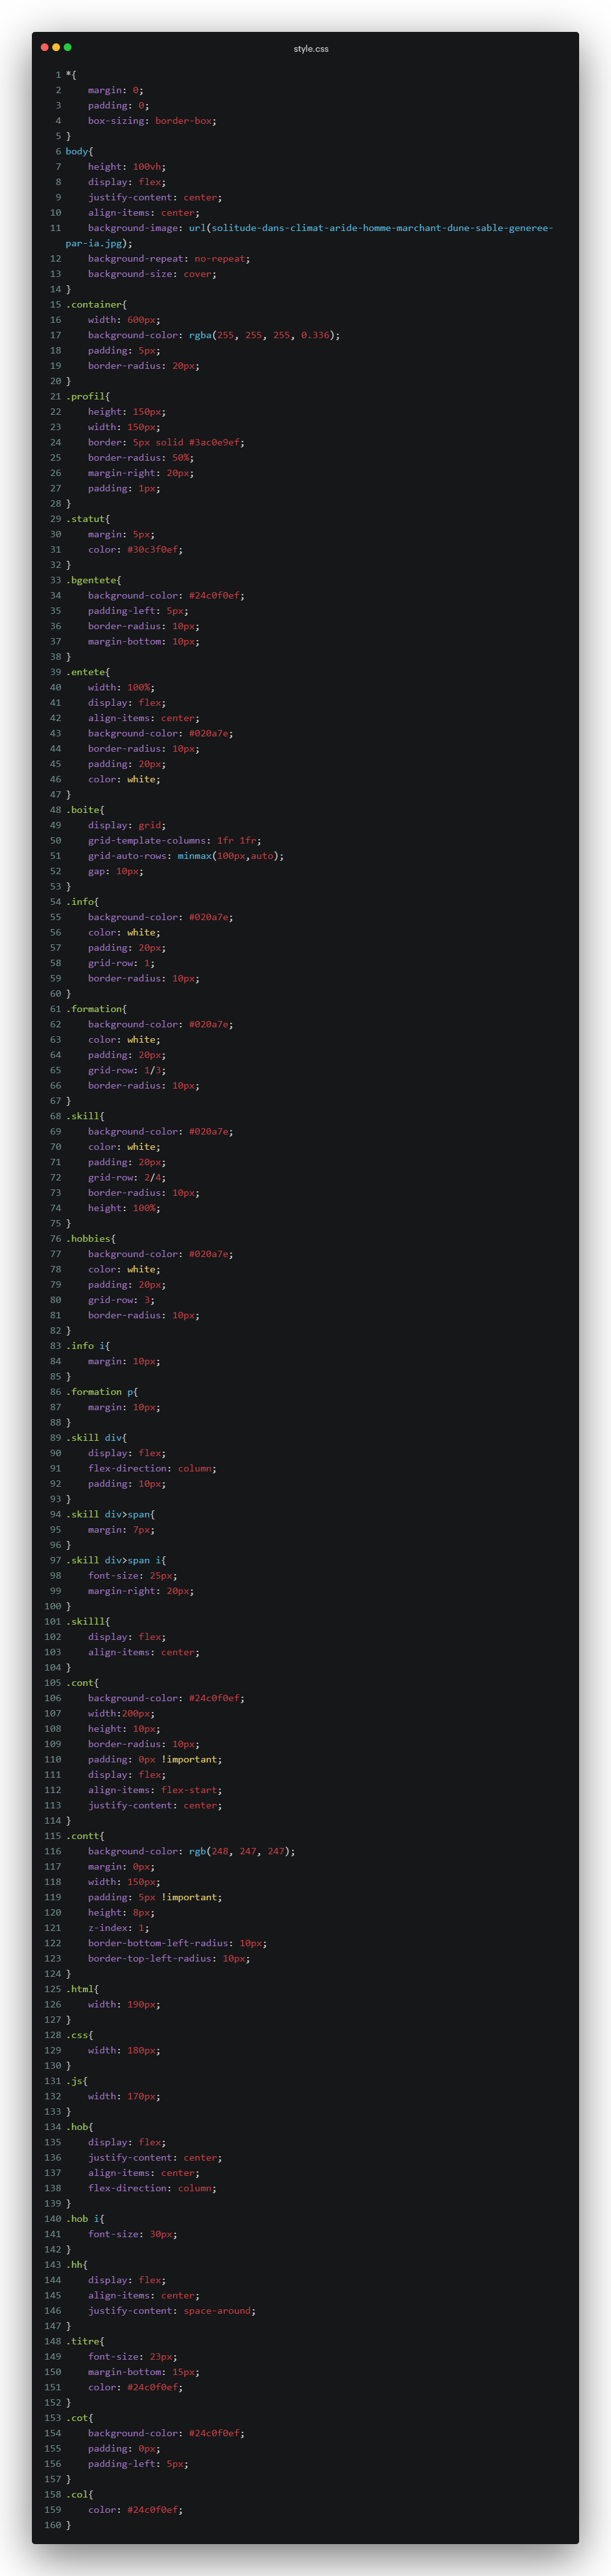 style.css
1 *{
2     margin: 0;
3     padding: 0;
4     box-sizing: border-box;
5 }
6 body{
7     height: 100vh;
8     display: flex;
9     justify-content: center;
10     align-items: center;
11     background-image: url(solitude-dans-climat-aride-homme-marchant-dune-sable-generee-
par-ia.jpg);
12     background-repeat: no-repeat;
13     background-size: cover;
14 }
15 .container{
16     width: 600px;
17     background-color: rgba(255, 255, 255, 0.336);
18     padding: 5px;
19     border-radius: 20px;
20 }
21 .profil{
22     height: 150px;
23     width: 150px;
24     border: 5px solid #3ac0e9ef;
25     border-radius: 50%;
26     margin-right: 20px;
27     padding: 1px;
28 }
29 .statut{
30     margin: 5px;
31     color: #30c3f0ef;
32 }
33 .bgentete{
34     background-color: #24c0f0ef;
35     padding-left: 5px;
36     border-radius: 10px;
37     margin-bottom: 10px;
38 }
39 .entete{
40     width: 100%;
41     display: flex;
42     align-items: center;
43     background-color: #020a7e;
44     border-radius: 10px;
45     padding: 20px;
46     color: white;
47 }
48 .boite{
49     display: grid;
50     grid-template-columns: 1fr 1fr;
51     grid-auto-rows: minmax(100px,auto);
52     gap: 10px;
53 }
54 .info{
55     background-color: #020a7e;
56     color: white;
57     padding: 20px;
58     grid-row: 1;
59     border-radius: 10px;
60 }
61 .formation{
62     background-color: #020a7e;
63     color: white;
64     padding: 20px;
65     grid-row: 1/3;
66     border-radius: 10px;
67 }
68 .skill{
69     background-color: #020a7e;
70     color: white;
71     padding: 20px;
72     grid-row: 2/4;
73     border-radius: 10px;
74     height: 100%;
75 }
76 .hobbies{
77     background-color: #020a7e;
78     color: white;
79     padding: 20px;
80     grid-row: 3;
81     border-radius: 10px;
82 }
83 .info i{
84     margin: 10px;
85 }
86 .formation p{
87     margin: 10px;
88 }
89 .skill div{
90     display: flex;
91     flex-direction: column;
92     padding: 10px;
93 }
94 .skill div>span{
95     margin: 7px;
96 }
97 .skill div>span i{
98     font-size: 25px;
99     margin-right: 20px;
100 }
101 .skilll{
102     display: flex;
103     align-items: center;
104 }
105 .cont{
106     background-color: #24c0f0ef;
107     width:200px;
108     height: 10px;
109     border-radius: 10px;
110     padding: 0px !important;
111     display: flex;
112     align-items: flex-start;
113     justify-content: center;
114 }
115 .contt{
116     background-color: rgb(248, 247, 247);
117     margin: 0px;
118     width: 150px;
119     padding: 5px !important;
120     height: 8px;
121     z-index: 1;
122     border-bottom-left-radius: 10px;
123     border-top-left-radius: 10px;
124 }
125 .html{
126     width: 190px;
127 }
128 .css{
129     width: 180px;
130 }
131 .js{
132     width: 170px;
133 }
134 .hob{
135     display: flex;
136     justify-content: center;
137     align-items: center;
138     flex-direction: column;
139 }
140 .hob i{
141     font-size: 30px;
142 }
143 .hh{
144     display: flex;
145     align-items: center;
146     justify-content: space-around;
147 }
148 .titre{
149     font-size: 23px;
150     margin-bottom: 15px;
151     color: #24c0f0ef;
152 }
153 .cot{
154     background-color: #24c0f0ef;
155     padding: 0px;
156     padding-left: 5px;
157 }
158 .col{
159     color: #24c0f0ef;
160 }